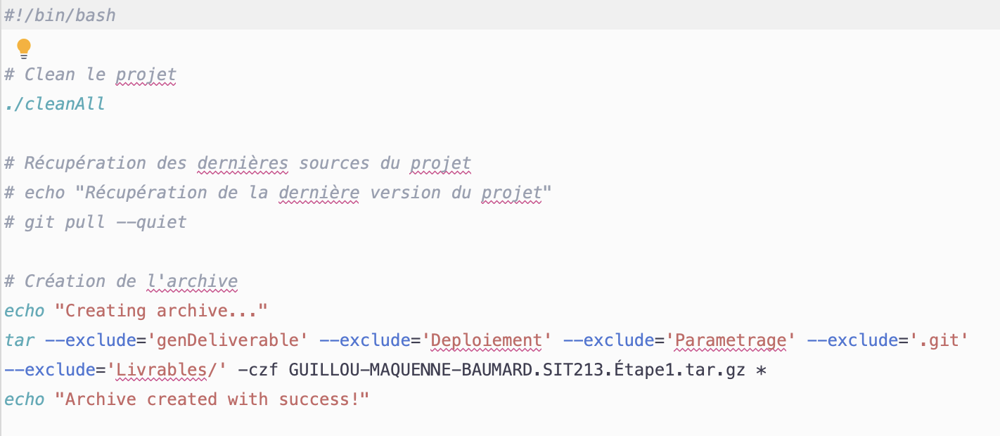 #!/bin/bash
# Clean le projet
./cleanAll
# Récupération des dernières sources du projet
# echo "Récupération de la dernière version du projet"
# git pull --quiet
# Création de l'archive
echo "Creating archive..."
tar --exclude='genDeliverable' --exclude='Deploiement' --exclude='Parametrage' --exclude='.git'
--exclude='Livrables/' -czf GUILLOU-MAQUENNE-BAUMARD.SIT213.Étape1.tar.gz *
echo "Archive created with success!"